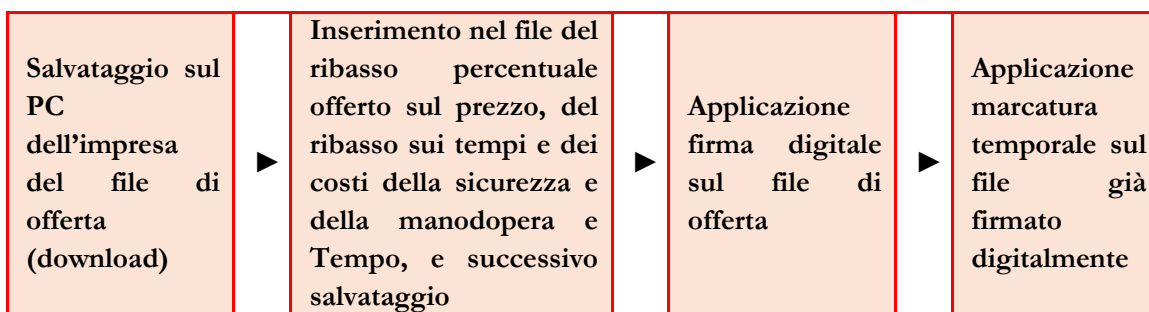 Salvataggio sul
PC
dell’impresa
del file di
offerta
(download)
►
Inserimento nel file del
ribasso percentuale
offerto sul prezzo, del
ribasso sui tempi e dei
costi della sicurezza e
della manodopera e
Tempo, e successivo
salvataggio
►
Applicazione
firma digitale
sul file di
offerta
►
Applicazione
marcatura
temporale sul
file già
firmato
digitalmente